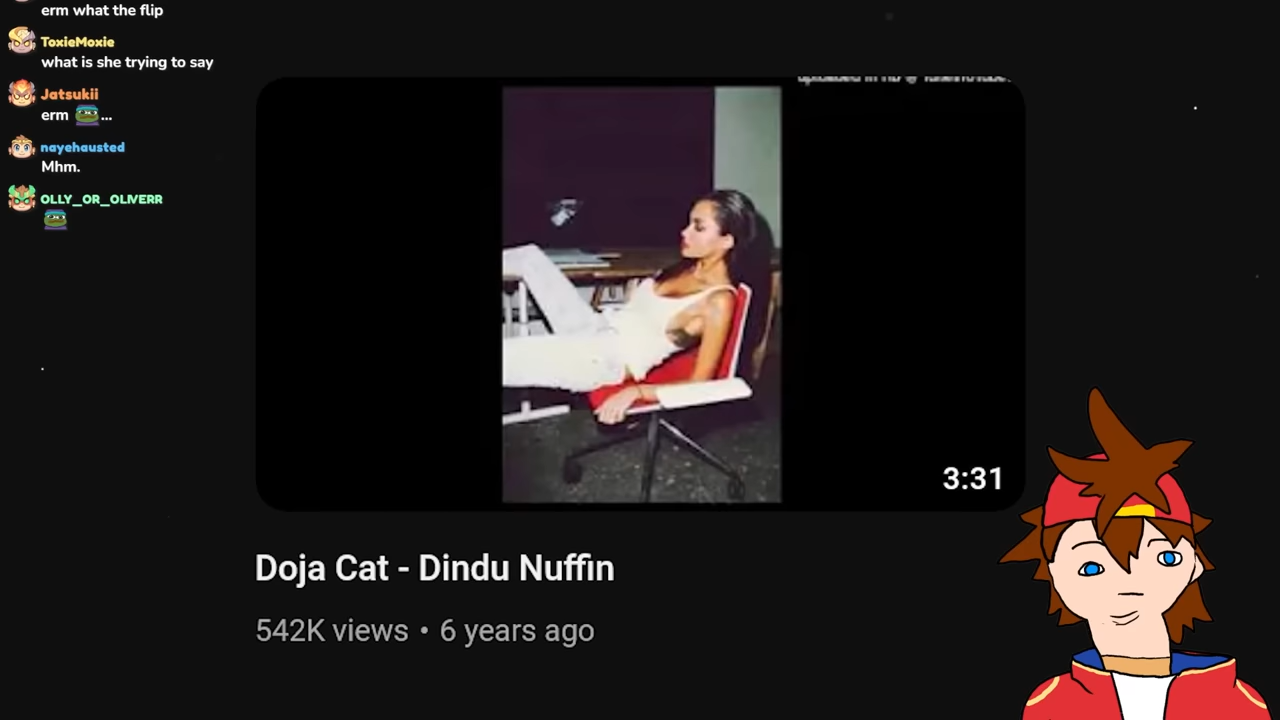 erm what the flip
ToxieMoxie
what is she trying to say
Jatsukii
erm ...
nayehausted
Mhm.
OLLY_OR_OLIVERR
3:31
Doja Cat - Dindu Nuffin
542K views • 6 years ago